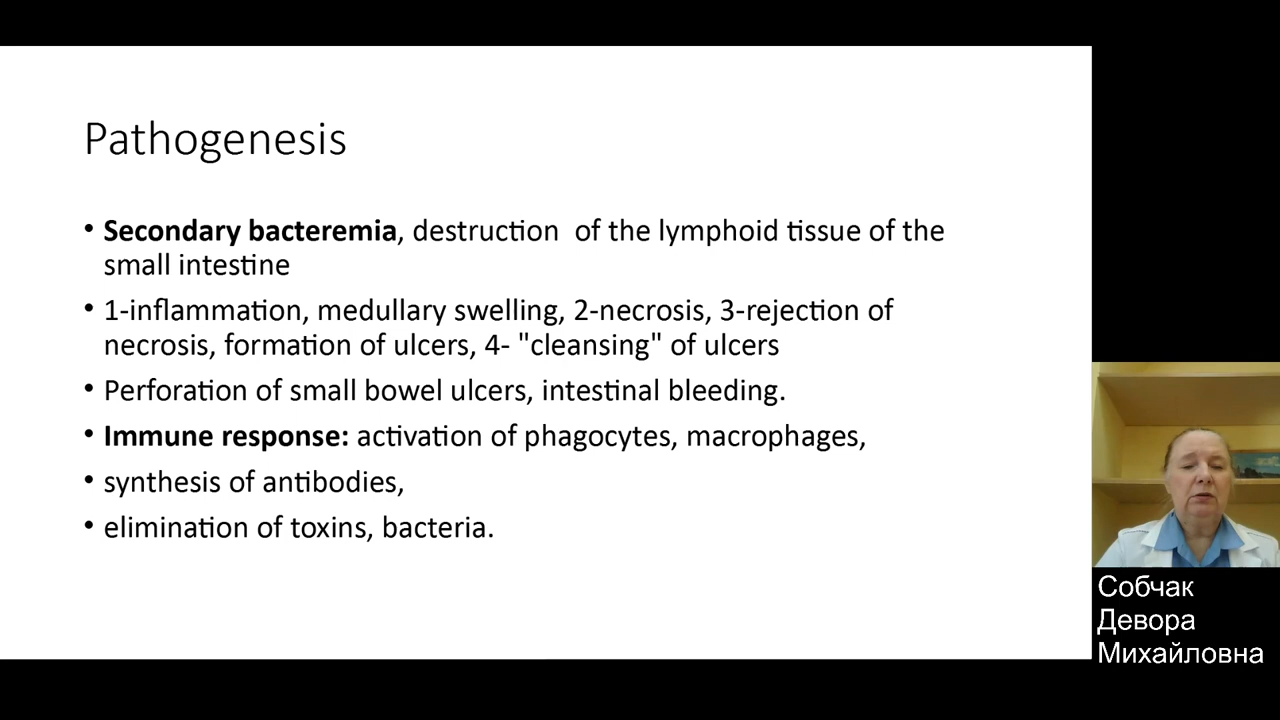 Pathogenesis
• Secondary bacteremia, destruction  of the lymphoid tissue of the
small intestine
• 1-inflammation, medullary swelling, 2-necrosis, 3-rejection of
necrosis, formation of ulcers, 4- "cleansing" of ulcers
• Perforation of small bowel ulcers, intestinal bleeding.
• Immune response: activation of phagocytes, macrophages,
• synthesis of antibodies,
• elimination of toxins, bacteria.
Собчак
Девора
Михайловна